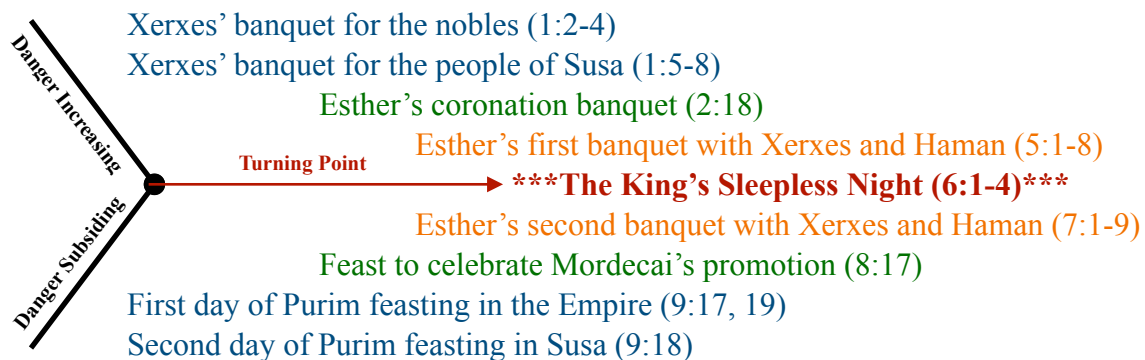 Xerxes’ banquet for the nobles (1:2-4)
Xerxes’ banquet for the people of Susa (1:5-8)
Esther’s coronation banquet (2:18)
Danger Increasing
Esther’s first banquet with Xerxes and Haman (5:1-8)
Turning Point
***The King’s Sleepless Night (6:1-4)***
Esther’s second banquet with Xerxes and Haman (7:1-9)
Danger Subsiding
Feast to celebrate Mordecai’s promotion (8:17)
First day of Purim feasting in the Empire (9:17, 19)
Second day of Purim feasting in Susa (9:18)